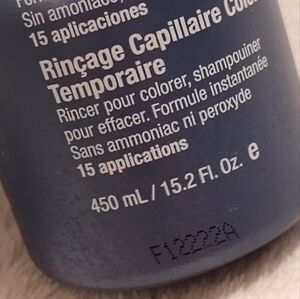 Sin amoniaco
15 aplicaciones
Rinçage Capillaire
Temporaire
Rincer pour colorer, shampouiner
pour effacer. Formule instantanée
Sans ammoniac ni peroxyde
15 applications
450 mL / 15.2 Fl. Oz. e
F12222A